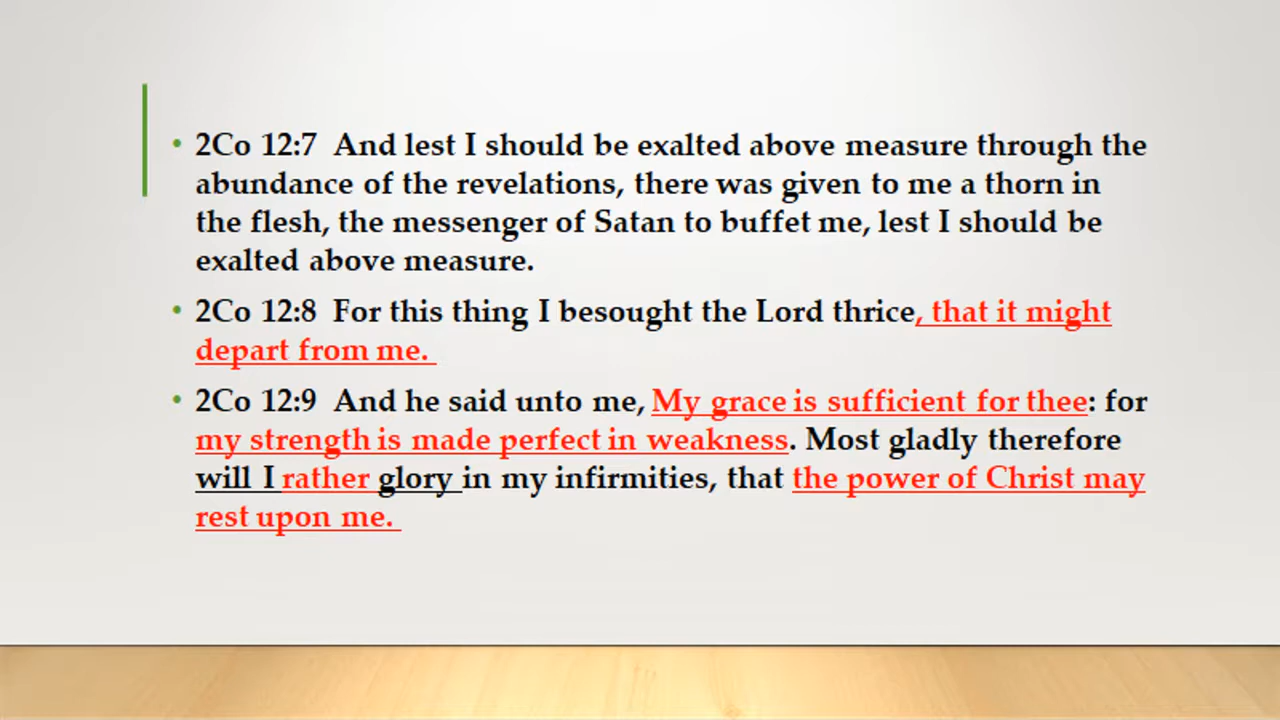 • 2Co 12:7  And lest I should be exalted above measure through the
abundance of the revelations, there was given to me a thorn in
the flesh, the messenger of Satan to buffet me, lest I should be
exalted above measure.
• 2Co 12:8  For this thing I besought the Lord thrice, that it might
depart from me.
• 2Co 12:9  And he said unto me, My grace is sufficient for thee: for
my strength is made perfect in weakness. Most gladly therefore
will I rather glory in my infirmities, that the power of Christ may
rest upon me.